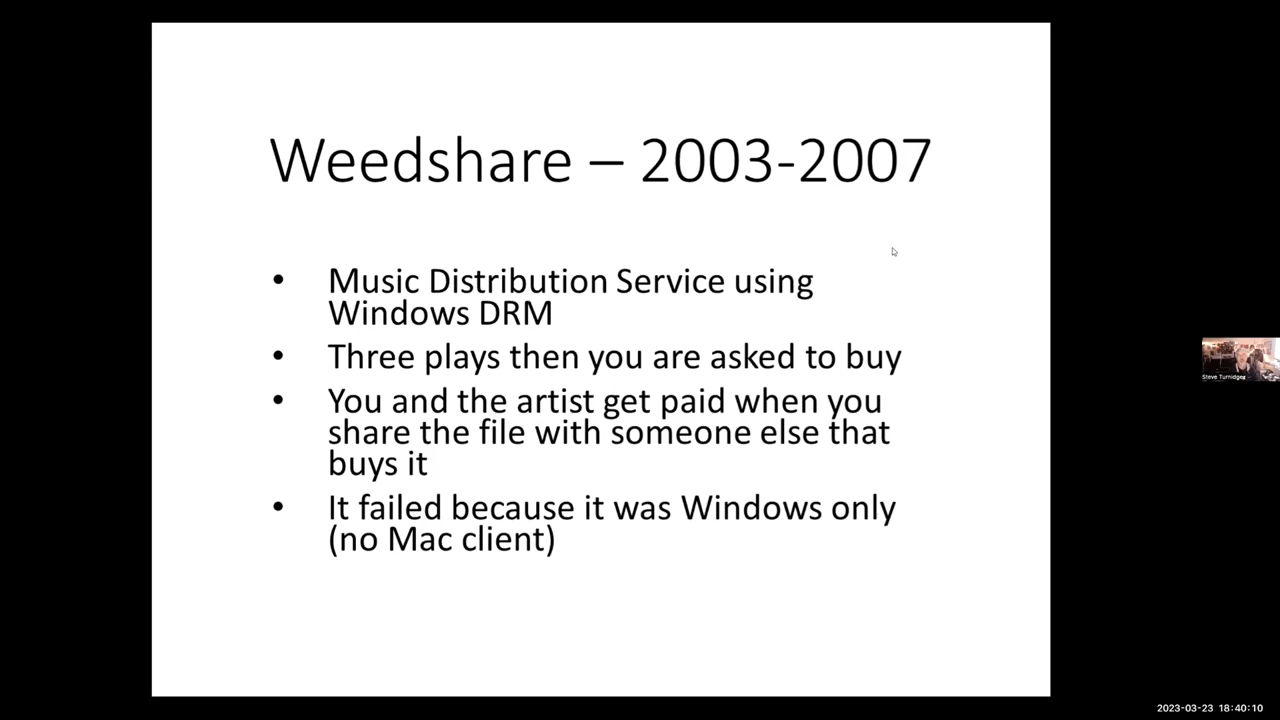 Weedshare – 2003-2007
• Music Distribution Service using
Windows DRM
• Three plays then you are asked to buy
• You and the artist get paid when you
share the file with someone else that
buys it
• It failed because it was Windows only
(no Mac client)
Steve Turnidge
2023-03-23 18:40:10